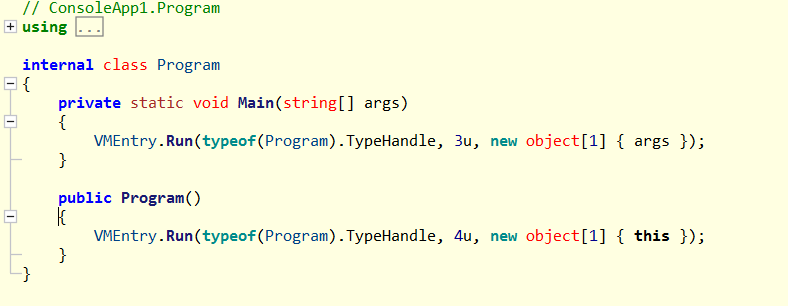 // ConsoleApp1.Program
using ...
internal class Program
{
private static void Main(string[] args)
{
VMEntry.Run(typeof(Program).TypeHandle, 3u, new object[1] { args });
}
public Program()
{
VMEntry.Run(typeof(Program).TypeHandle, 4u, new object[1] { this });
}
}